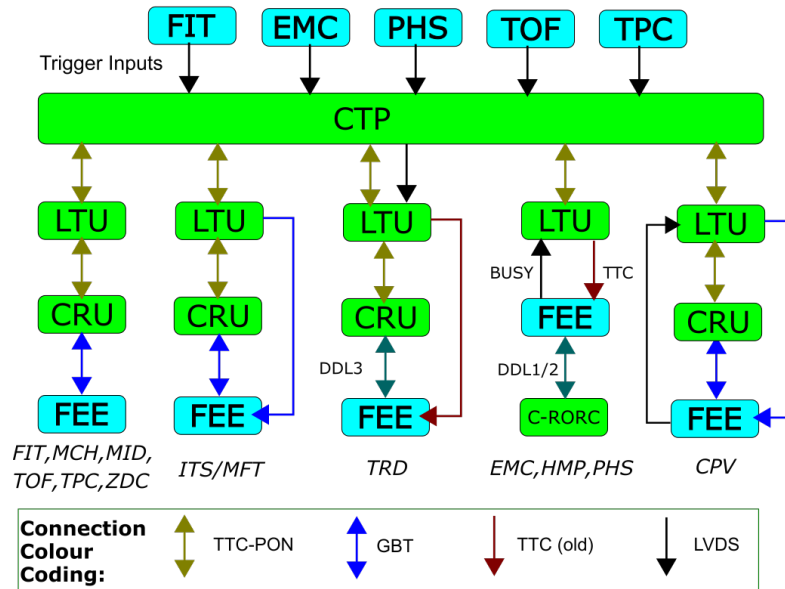 FIT EMC PHS TOF TPC
Trigger Inputs
CTP
LTU LTU LTU LTU LTU
BUSY TTC
CRU CRU CRU FEE CRU
DDL3 DDL1/2
FEE FEE FEE C-RORC FEE
FIT,MCH,MID,
TOF,TPC,ZDC
ITS/MFT
TRD
EMC,HMP,PHS
CPV
Connection
Colour
Coding:
TTC-PON
GBT
TTC (old)
LVDS